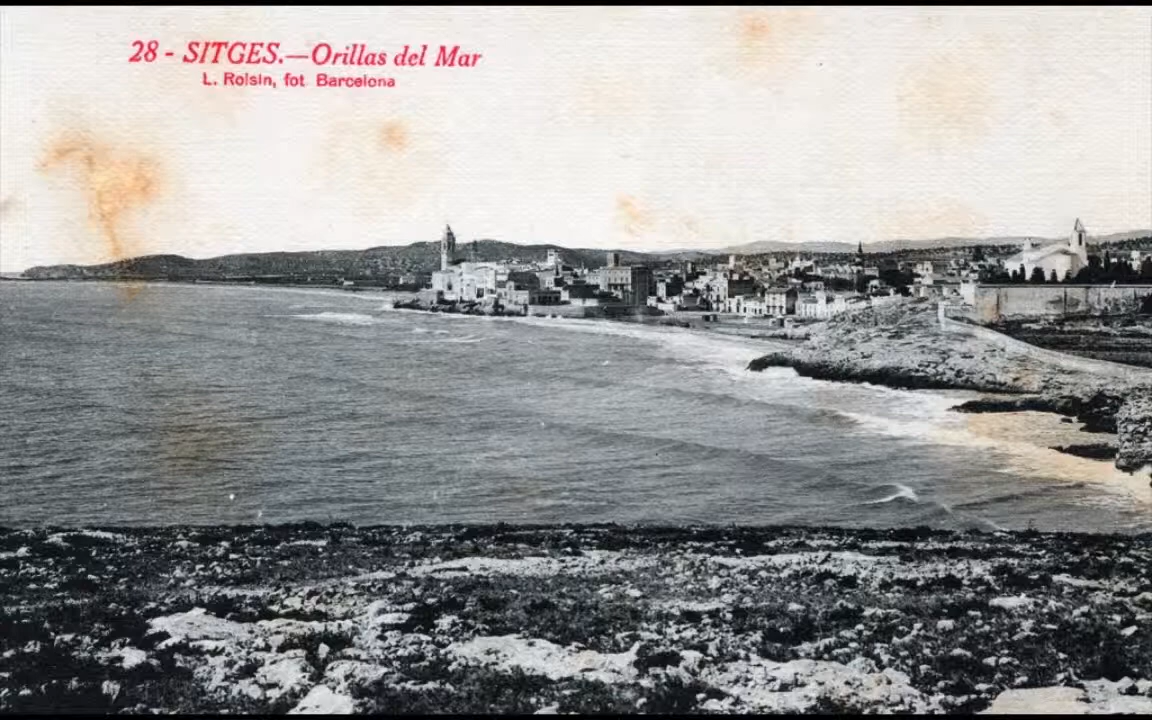 28 - SITGES.—Orillas del Mar
L. Roisin, fot Barcelona